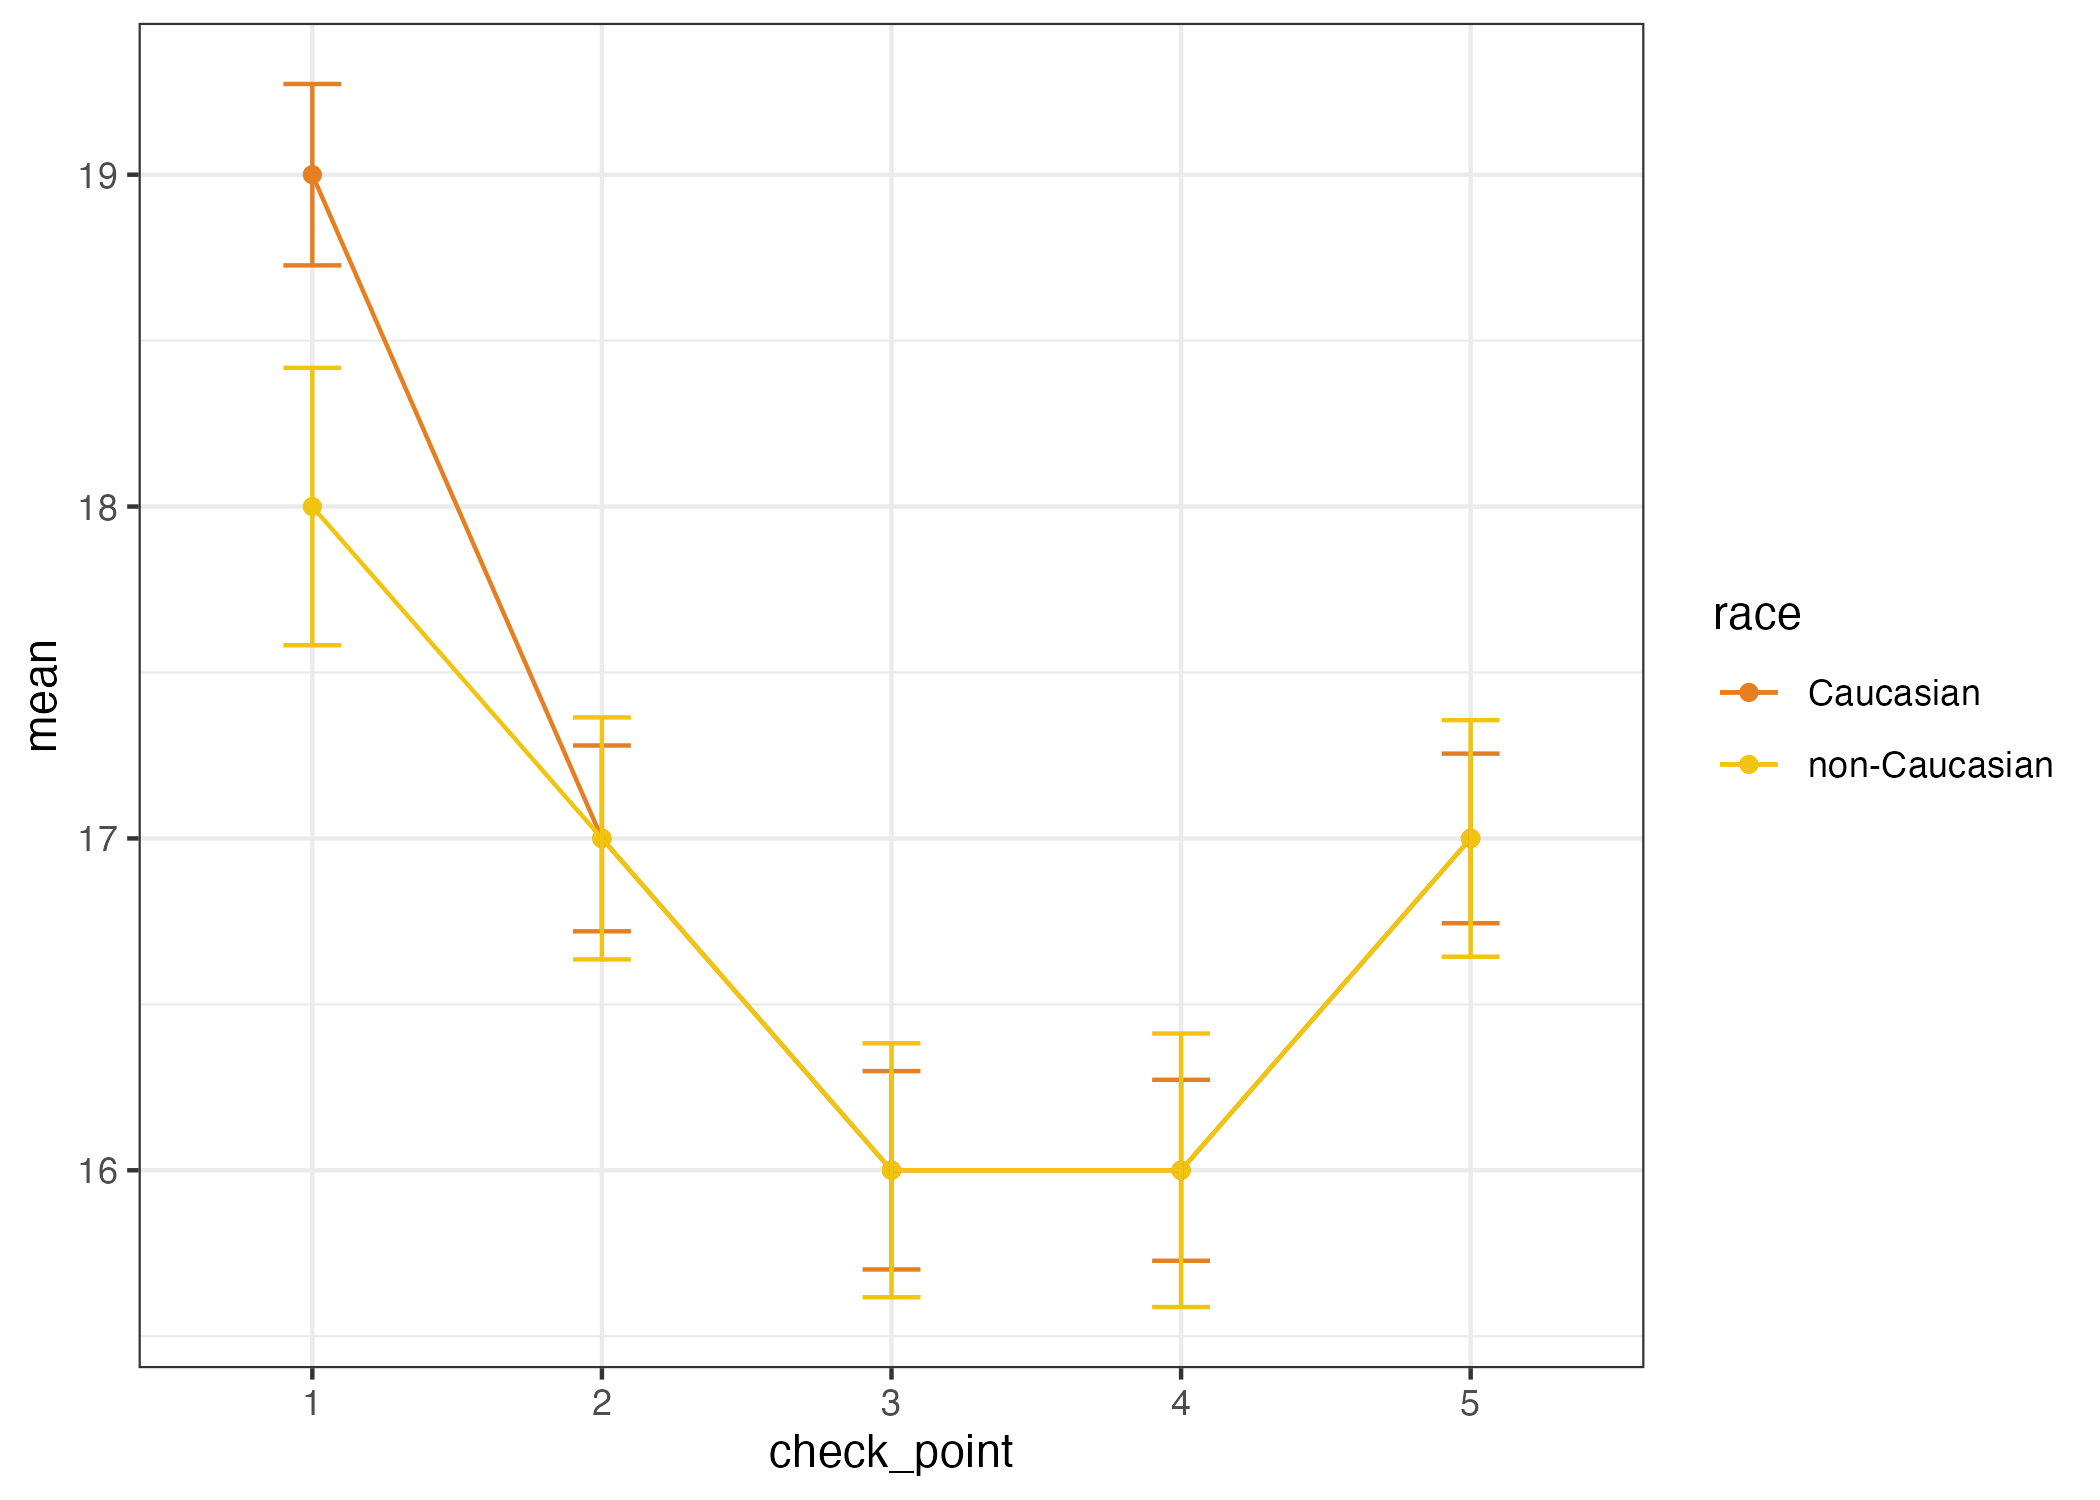 19
18
17
16
mean
1 2 3 4 5
check_point
race
Caucasian
non-Caucasian